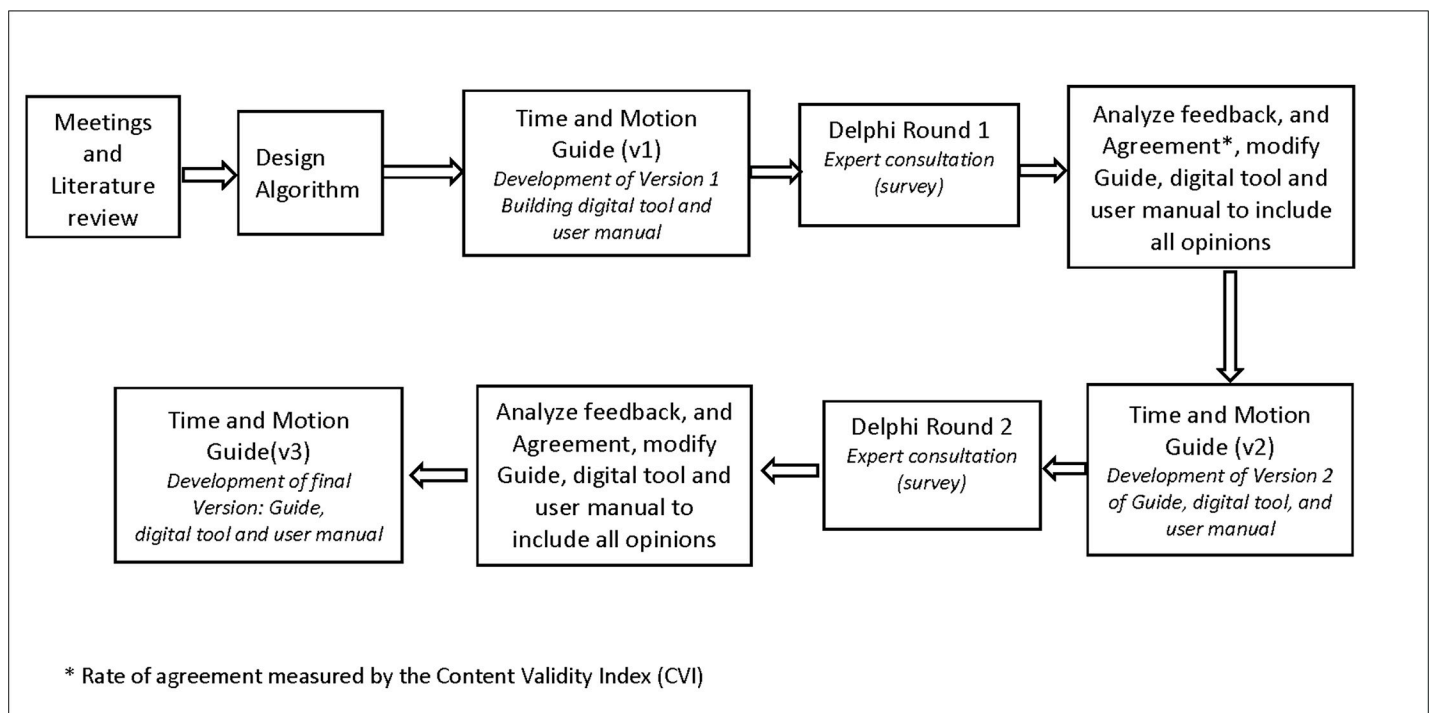 Meetings
and
Literature
review
Design
Algorithm
Time and Motion
Guide (v1)
Development of Version 1
Building digital tool and
user manual
Delphi Round 1
Expert consultation
(survey)
Analyze feedback, and
Agreement*, modify
Guide, digital tool and
user manual to include
all opinions
Time and Motion
Guide (v2)
Development of Version 2
of Guide, digital tool, and
user manual
Delphi Round 2
Expert consultation
(survey)
Analyze feedback, and
Agreement, modify
Guide, digital tool and
user manual to
include all opinions
Time and Motion
Guide(v3)
Development of final
Version: Guide,
digital tool and user manual
* Rate of agreement measured by the Content Validity Index (CVI)